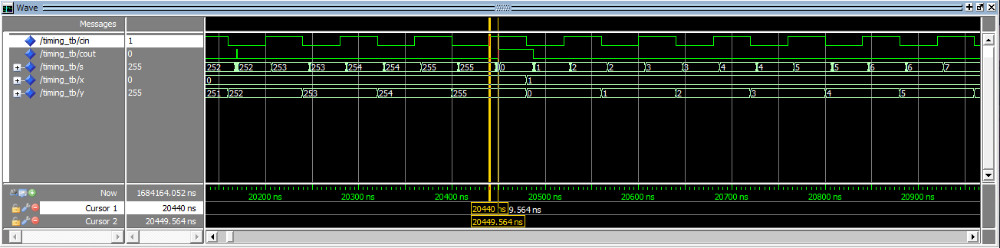 Wave
Messages
/timing_tb/cin 1
/timing_tb/cout 0
/timing_tb/s 255 252 252 253 253 254 254 255 255 0 1 2 2 3 3 4 4 5 5 6 6 7
/timing_tb/x 0 0 1
/timing_tb/y 255 251 252 253 254 255 0 1 2 3 4 5
Now 1684164.052 ns 20200 ns 20300 ns 20400 ns 20500 ns 20600 ns 20700 ns 20800 ns 20900 ns
Cursor 1 20440 ns 20440 ns 9.564 ns
Cursor 2 20449.564 ns 20449.564 ns